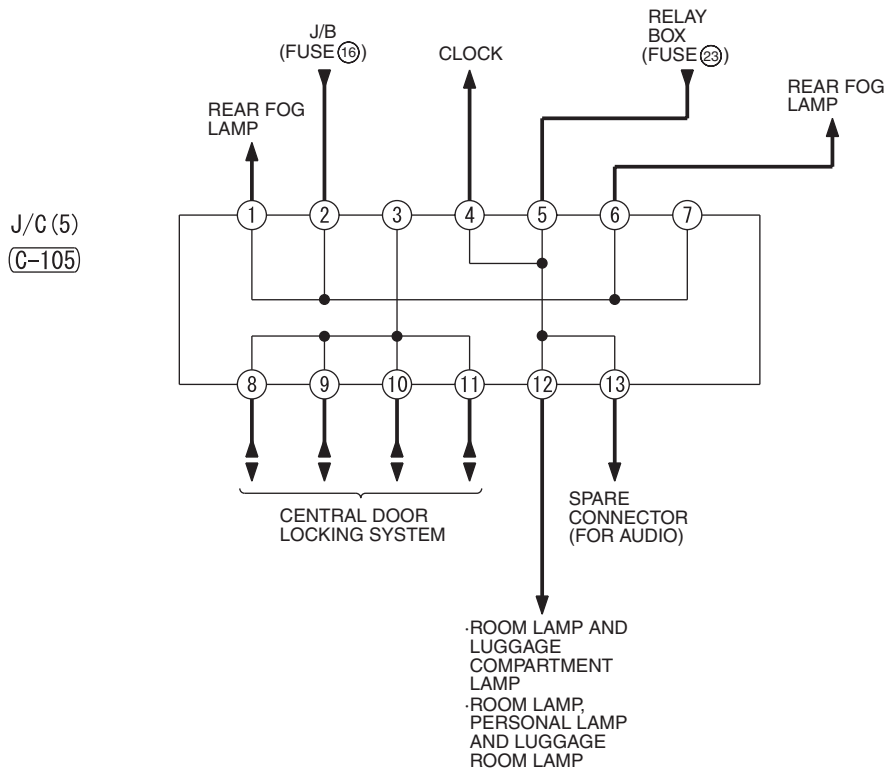 J/B
(FUSE ⑯)
CLOCK
RELAY
BOX
(FUSE ㉓)
REAR FOG
LAMP
REAR FOG
LAMP
J/C (5)
(C-105)
1 2 3 4 5 6 7
8 9 10 11 12 13
CENTRAL DOOR
LOCKING SYSTEM
SPARE
CONNECTOR
(FOR AUDIO)
·ROOM LAMP AND
LUGGAGE
COMPARTMENT
LAMP
·ROOM LAMP,
PERSONAL LAMP
AND LUGGAGE
ROOM LAMP